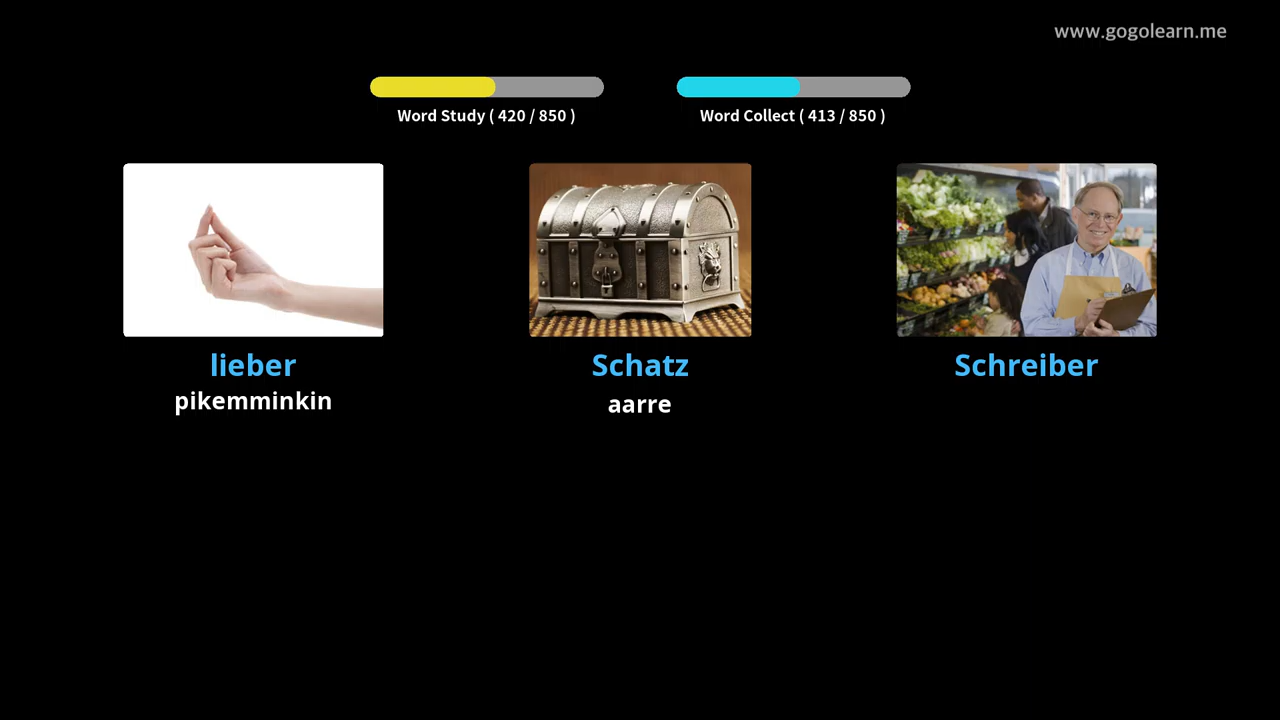 www.gogolearn.me
Word Study ( 420 / 850 )
Word Collect ( 413 / 850 )
lieber
pikemminkin
Schatz
aarre
Schreiber